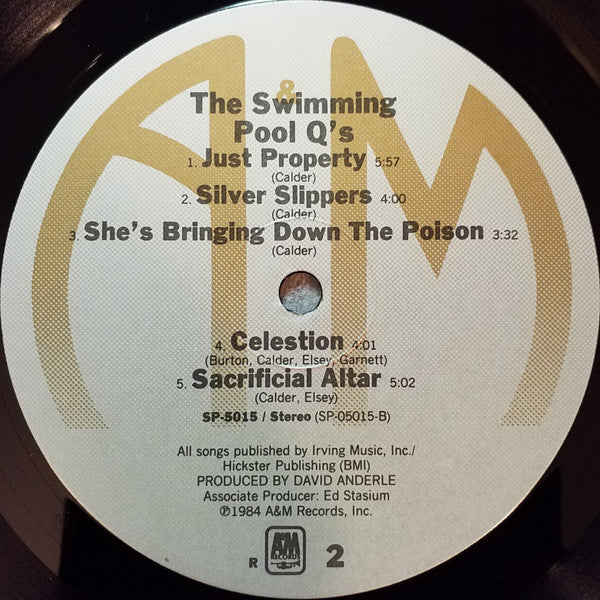 A&M
The Swimming
Pool Q's
1. Just Property 5:57
(Calder)
2. Silver Slippers 4:00
(Calder)
3. She's Bringing Down The Poison 3:32
(Calder)
4. Celestion 4:01
(Burton, Calder, Elsey, Garnett)
5. Sacrificial Altar 5:02
(Calder, Elsey)
SP-5015 / Stereo (SP-05015-B)
All songs published by Irving Music, Inc./
Hickster Publishing (BMI)
PRODUCED BY DAVID ANDERLE
Associate Producer: Ed Stasium
℗1984 A&M Records, Inc.
R A&M RECORDS 2